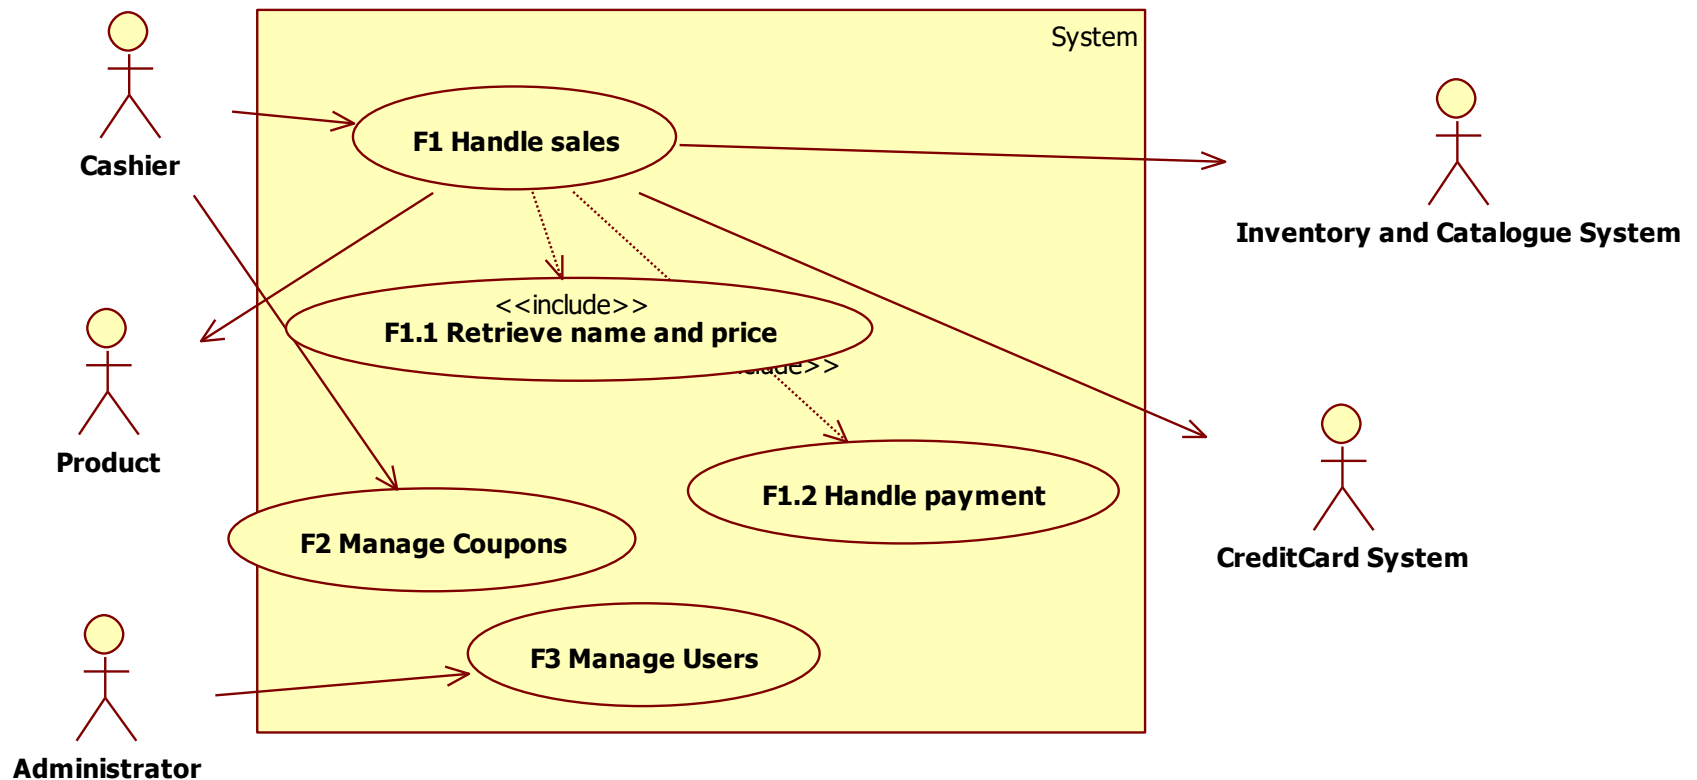 System
F1 Handle sales
Cashier
Inventory and Catalogue System
<<include>>
F1.1 Retrieve name and price
Product
F1.2 Handle payment
F2 Manage Coupons
CreditCard System
F3 Manage Users
Administrator